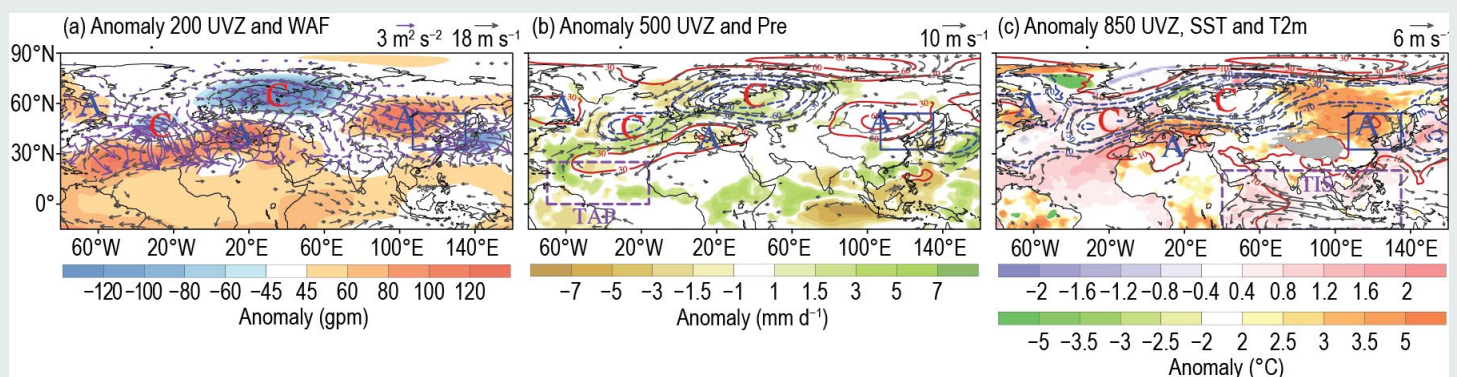 (a) Anomaly 200 UVZ and WAF
3 m² s⁻² 18 m s⁻¹
90°N
60°N
30°N
0°
A
C
C
A
A
60°W 20°W 20°E 60°E 100°E 140°E
−120 −100 −80 −60 −45 45 60 80 100 120
Anomaly (gpm)
(b) Anomaly 500 UVZ and Pre
10 m s⁻¹
A
C
C
A
A
TAP
60°W 20°W 20°E 60°E 100°E 140°E
−7 −5 −3 −1.5 −1 1 1.5 3 5 7
Anomaly (mm d⁻¹)
(c) Anomaly 850 UVZ, SST and T2m
6 m s⁻¹
A
C
C
A
A
TIS
60°W 20°W 20°E 60°E 100°E 140°E
−2 −1.6 −1.2 −0.8 −0.4 0.4 0.8 1.2 1.6 2
−5 −3.5 −3 −2.5 −2 2 2.5 3 3.5 5
Anomaly (°C)